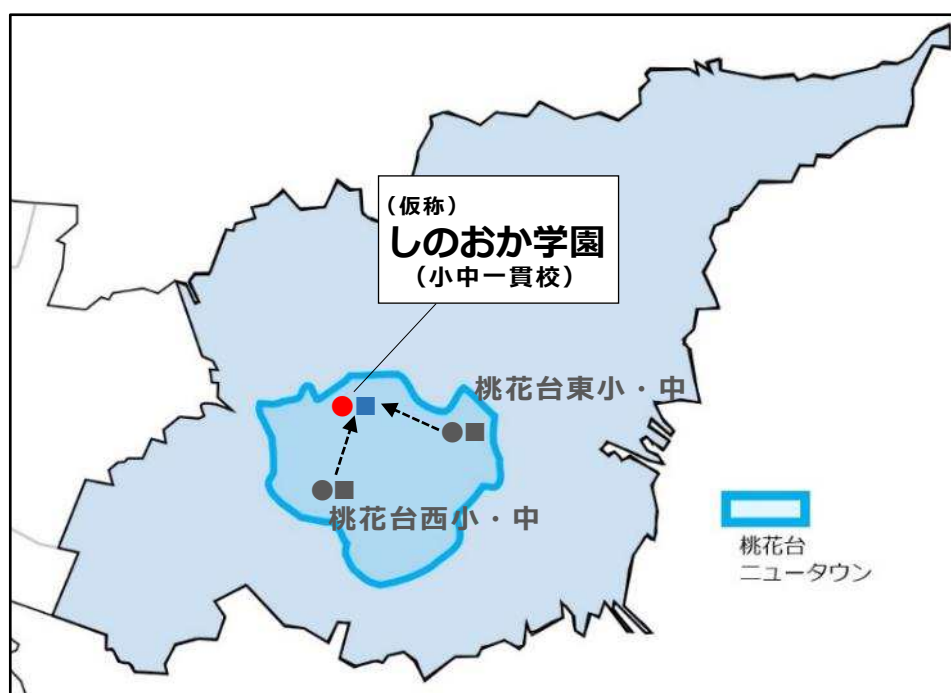 (仮称)
しのおか学園
(小中一貫校)
桃花台東小・中
桃花台西小・中
桃花台
ニュータウン